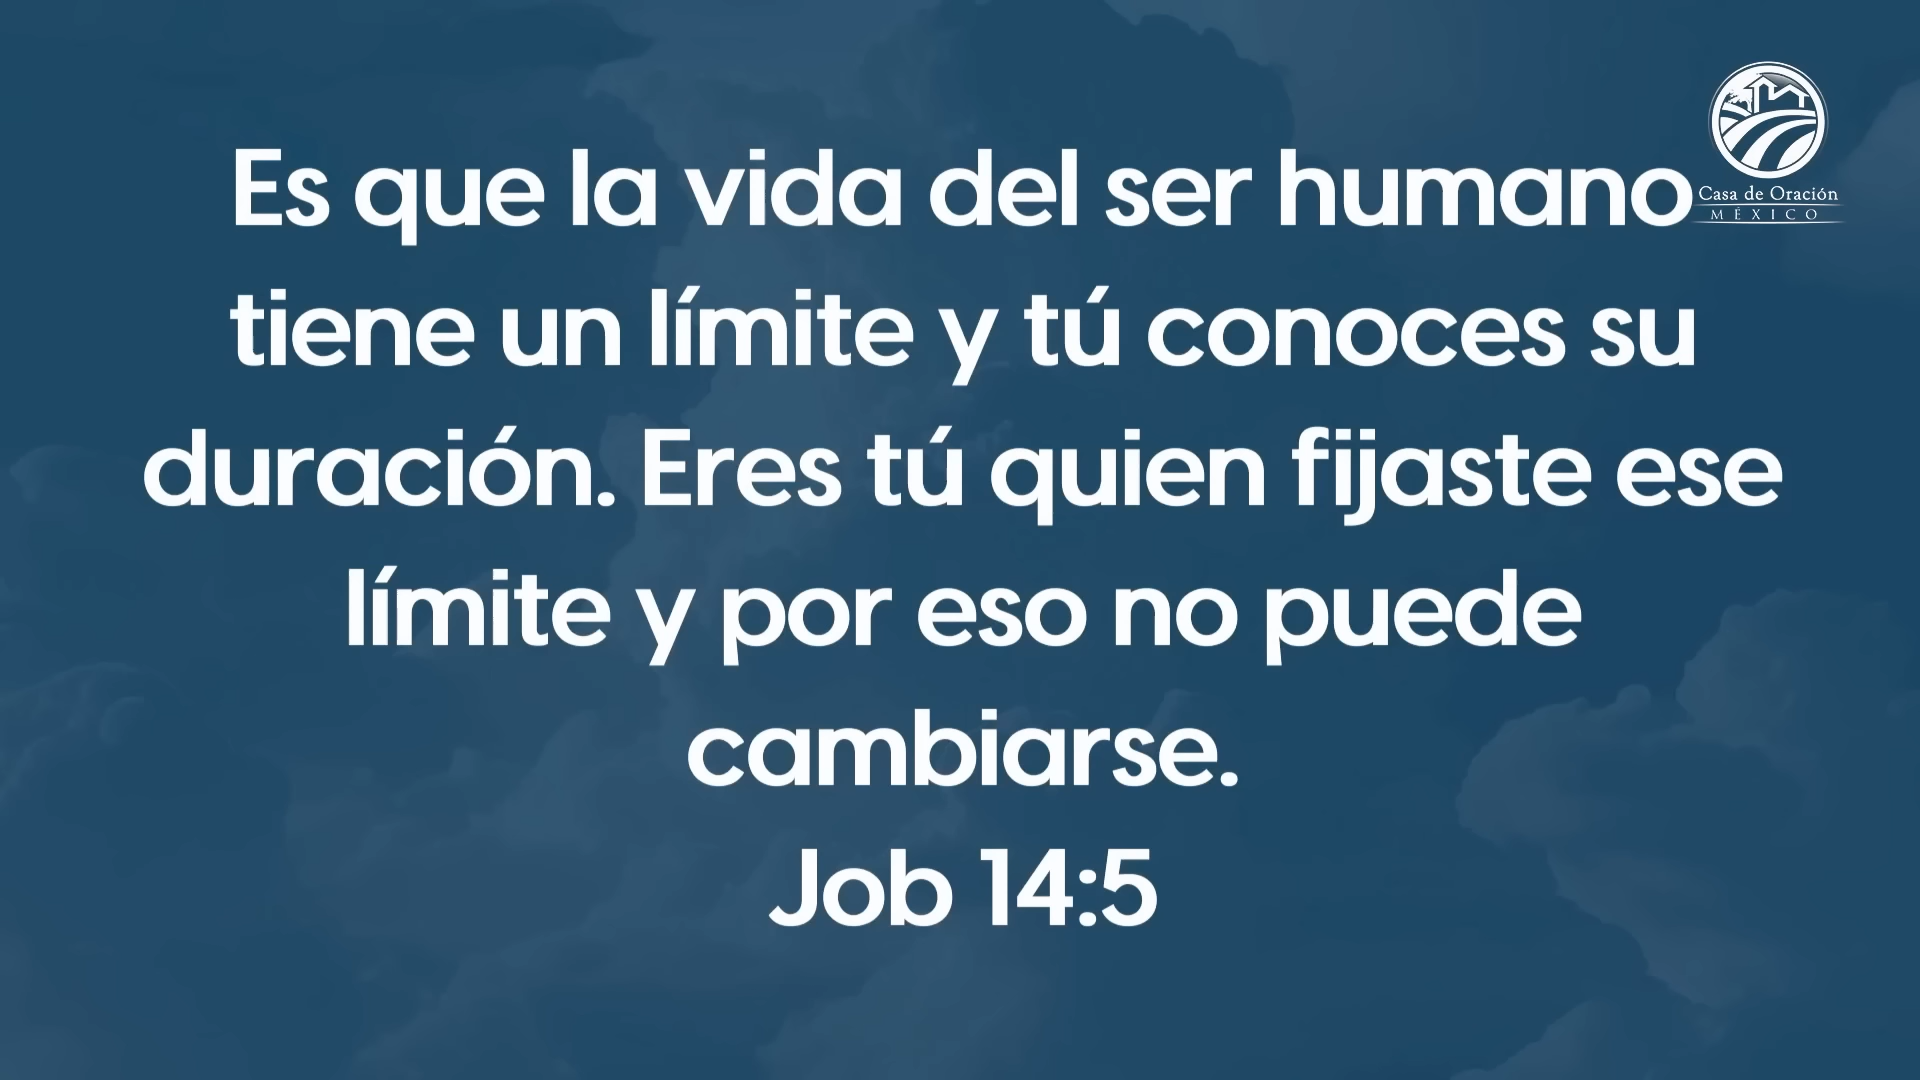 Es que la vida del ser humano
tiene un límite y tú conoces su
duración. Eres tú quien fijaste ese
límite y por eso no puede
cambiarse.
Job 14:5
Casa de Oración
MÉXICO